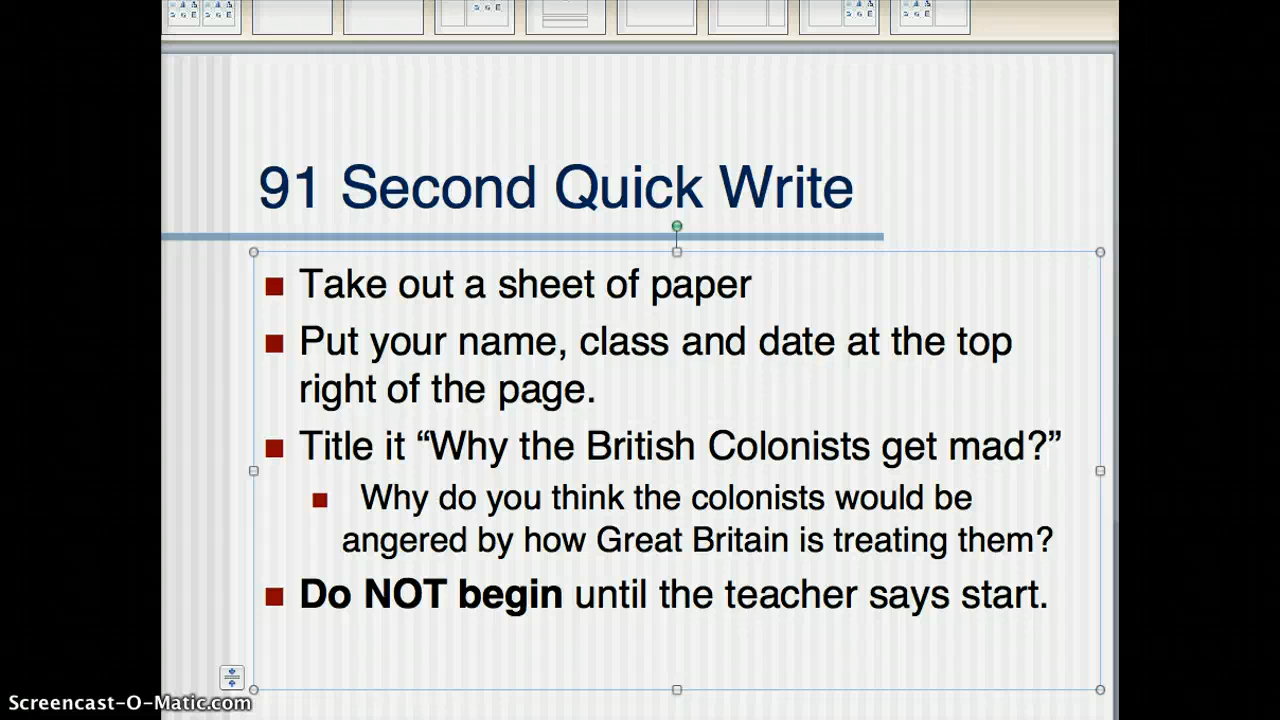 91 Second Quick Write
■ Take out a sheet of paper
■ Put your name, class and date at the top
right of the page.
■ Title it “Why the British Colonists get mad?”
■ Why do you think the colonists would be
angered by how Great Britain is treating them?
■ Do NOT begin until the teacher says start.
Screencast-O-Matic.com